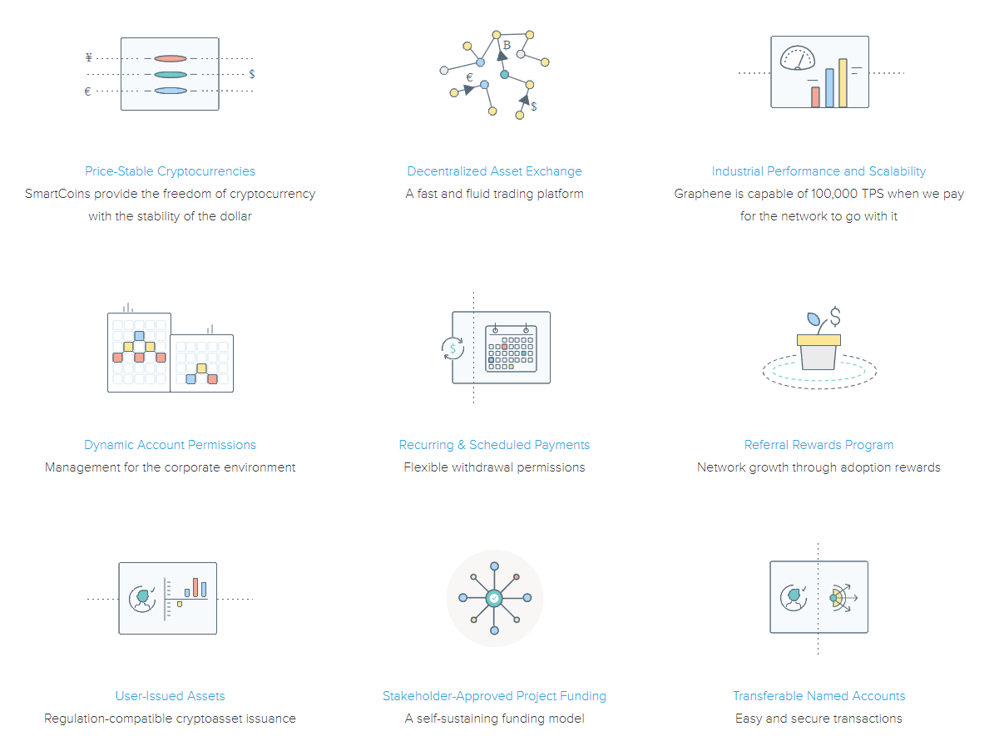 ¥
$
€
B
€
$
Price-Stable Cryptocurrencies
SmartCoins provide the freedom of cryptocurrency
with the stability of the dollar
Decentralized Asset Exchange
A fast and fluid trading platform
Industrial Performance and Scalability
Graphene is capable of 100,000 TPS when we pay
for the network to go with it
$
$
Dynamic Account Permissions
Management for the corporate environment
Recurring & Scheduled Payments
Flexible withdrawal permissions
Referral Rewards Program
Network growth through adoption rewards
User-Issued Assets
Regulation-compatible cryptoasset issuance
Stakeholder-Approved Project Funding
A self-sustaining funding model
Transferable Named Accounts
Easy and secure transactions